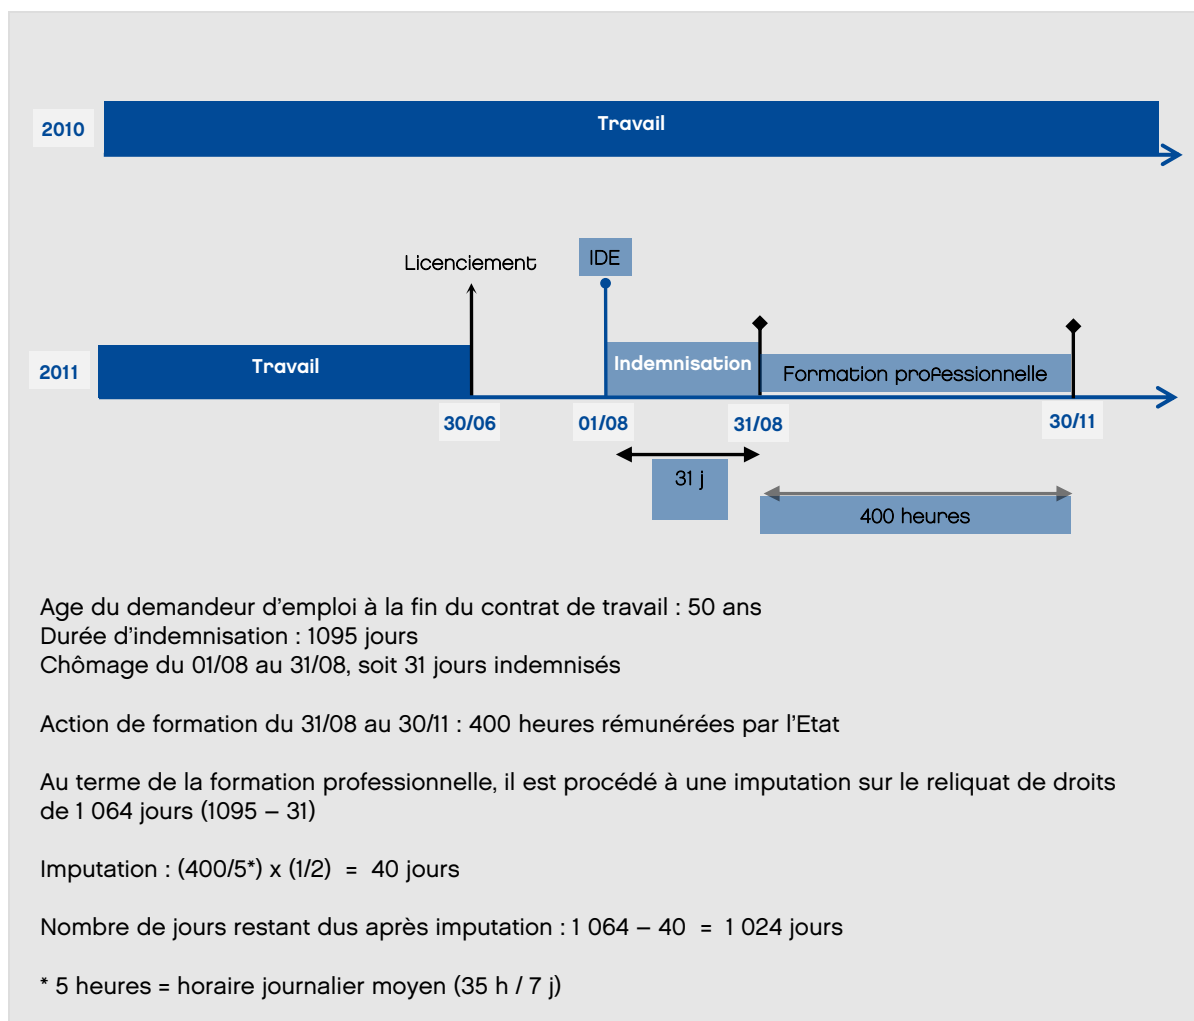 2010
Travail
Licenciement
IDE
2011
Travail
Indemnisation
Formation professionnelle
30/06
01/08
31/08
30/11
31 j
400 heures
Age du demandeur d’emploi à la fin du contrat de travail : 50 ans
Durée d’indemnisation : 1095 jours
Chômage du 01/08 au 31/08, soit 31 jours indemnisés
Action de formation du 31/08 au 30/11 : 400 heures rémunérées par l’Etat
Au terme de la formation professionnelle, il est procédé à une imputation sur le reliquat de droits
de 1 064 jours (1095 – 31)
Imputation : (400/5*) x (1/2) = 40 jours
Nombre de jours restant dus après imputation : 1 064 – 40 = 1 024 jours
* 5 heures = horaire journalier moyen (35 h / 7 j)